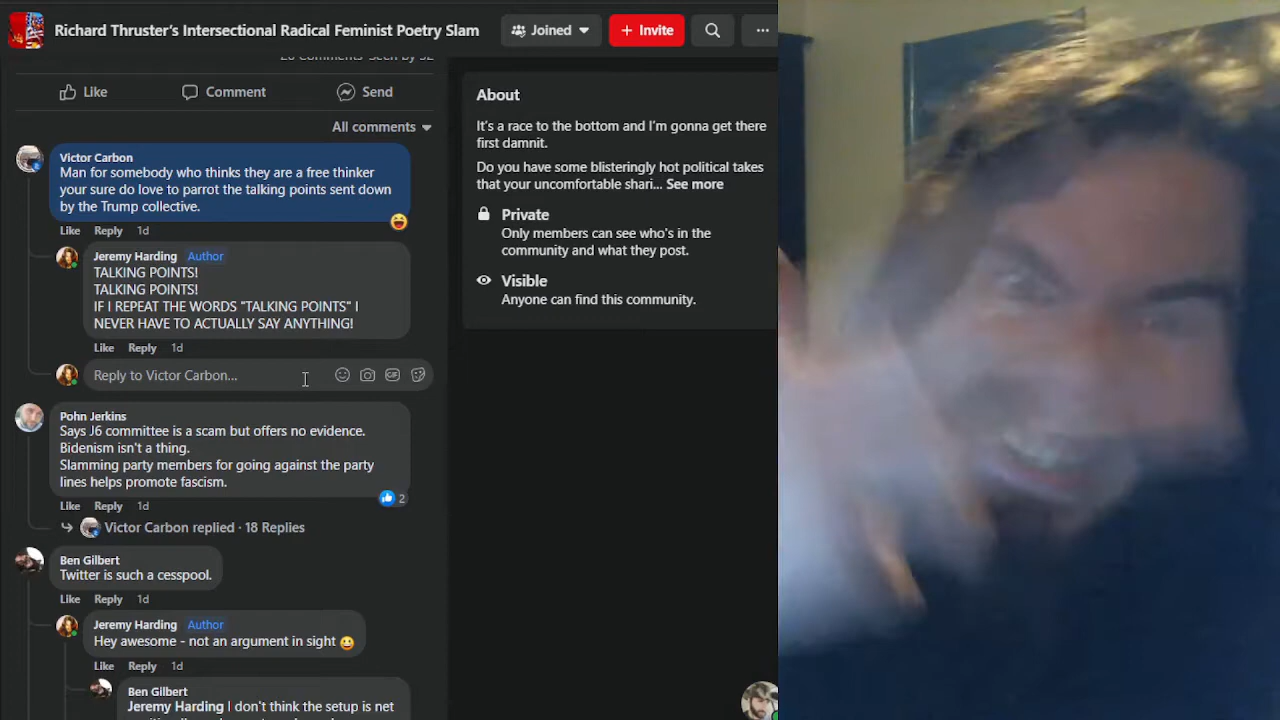 Richard Thruster's Intersectional Radical Feminist Poetry Slam
Joined
+ Invite
Like
Comment
Send
All comments
Victor Carbon
Man for somebody who thinks they are a free thinker
your sure do love to parrot the talking points sent down
by the Trump collective.
Like Reply 1d
Jeremy Harding Author
TALKING POINTS!
TALKING POINTS!
IF I REPEAT THE WORDS "TALKING POINTS" I
NEVER HAVE TO ACTUALLY SAY ANYTHING!
Like Reply 1d
Reply to Victor Carbon...
GIF
Pohn Jerkins
Says J6 committee is a scam but offers no evidence.
Bidenism isn't a thing.
Slamming party members for going against the party
lines helps promote fascism.
2
Like Reply 1d
Victor Carbon replied · 18 Replies
Ben Gilbert
Twitter is such a cesspool.
Like Reply 1d
Jeremy Harding Author
Hey awesome - not an argument in sight
Like Reply 1d
Ben Gilbert
Jeremy Harding I don't think the setup is net
About
It's a race to the bottom and I'm gonna get there
first damnit.
Do you have some blisteringly hot political takes
that your uncomfortable shari... See more
Private
Only members can see who's in the
community and what they post.
Visible
Anyone can find this community.